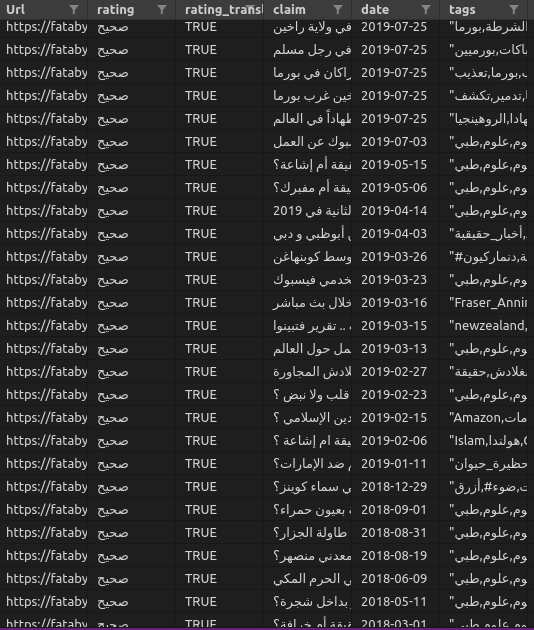 Url rating rating_transl claim date tags
https://fataby صحيح TRUE في ولاية راخين 2019-07-25 "الشرطة,بورما
https://fataby صحيح TRUE في رجل مسلم 2019-07-25 "باكات,بورميين
https://fataby صحيح TRUE راكان في بورما 2019-07-25 "ب,بورما,تعذيب
https://fataby صحيح TRUE خين غرب بورما 2019-07-25 "تدمير,تكشف
https://fataby صحيح TRUE طهاداً في العالم 2019-07-25 "هادا,الروهينجيا
https://fataby صحيح TRUE بوك عن العمل 2019-07-03 "وم,علوم,طبي
https://fataby صحيح TRUE قيقة أم إشاعة؟ 2019-05-15 "وم,علوم,طبي
https://fataby صحيح TRUE يقة أم مفبرك؟ 2019-05-06 "وم,علوم,طبي
https://fataby صحيح TRUE لثانية في 2019 2019-04-14 "وم,علوم,طبي
https://fataby صحيح TRUE أبوظبي و دبي 2019-04-03 "أخبار_حقيقية
https://fataby صحيح TRUE وسط كوبنهاغن 2019-03-26 "#ة,دنماركيون
https://fataby صحيح TRUE خدمي فيسبوك 2019-03-23 "وم,علوم,طبي
https://fataby صحيح TRUE خلال بث مباشر 2019-03-16 "Fraser_Annin
https://fataby صحيح TRUE .. تقرير فتبينوا 2019-03-15 "newzealand,
https://fataby صحيح TRUE مل حول العالم 2019-03-13 "وم,علوم,طبي
https://fataby صحيح TRUE لادش المجاورة 2019-02-27 "غلادش,حقيقة
https://fataby صحيح TRUE قلب ولا نبض ؟ 2019-02-23 "وم,علوم,طبي
https://fataby صحيح TRUE دين الإسلامي ؟ 2019-02-15 "Amazon,مات
https://fataby صحيح TRUE يقة ام إشاعة ؟ 2019-02-06 "Islam,هولندا
https://fataby صحيح TRUE م ضد الإمارات؟ 2019-01-11 "حظيرة_حيوان
https://fataby صحيح TRUE ي سماء كوينز؟ 2018-12-29 "ت,ضوء#,أزرق
https://fataby صحيح TRUE بعيون حمراء؟ 2018-09-01 "وم,علوم,طبي
https://fataby صحيح TRUE طاولة الجزار؟ 2018-08-31 "وم,علوم,طبي
https://fataby صحيح TRUE معدني منصهر؟ 2018-08-19 "وم,علوم,طبي
https://fataby صحيح TRUE ي الحرم المكي 2018-06-09 "وم,علوم,طبي
https://fataby صحيح TRUE بداخل شجرة؟ 2018-05-11 "وم,علوم,طبي
https://fataby صحيح TRUE قيقة أم خرافة؟ 2018-03-01 "وم,علوم,طبي